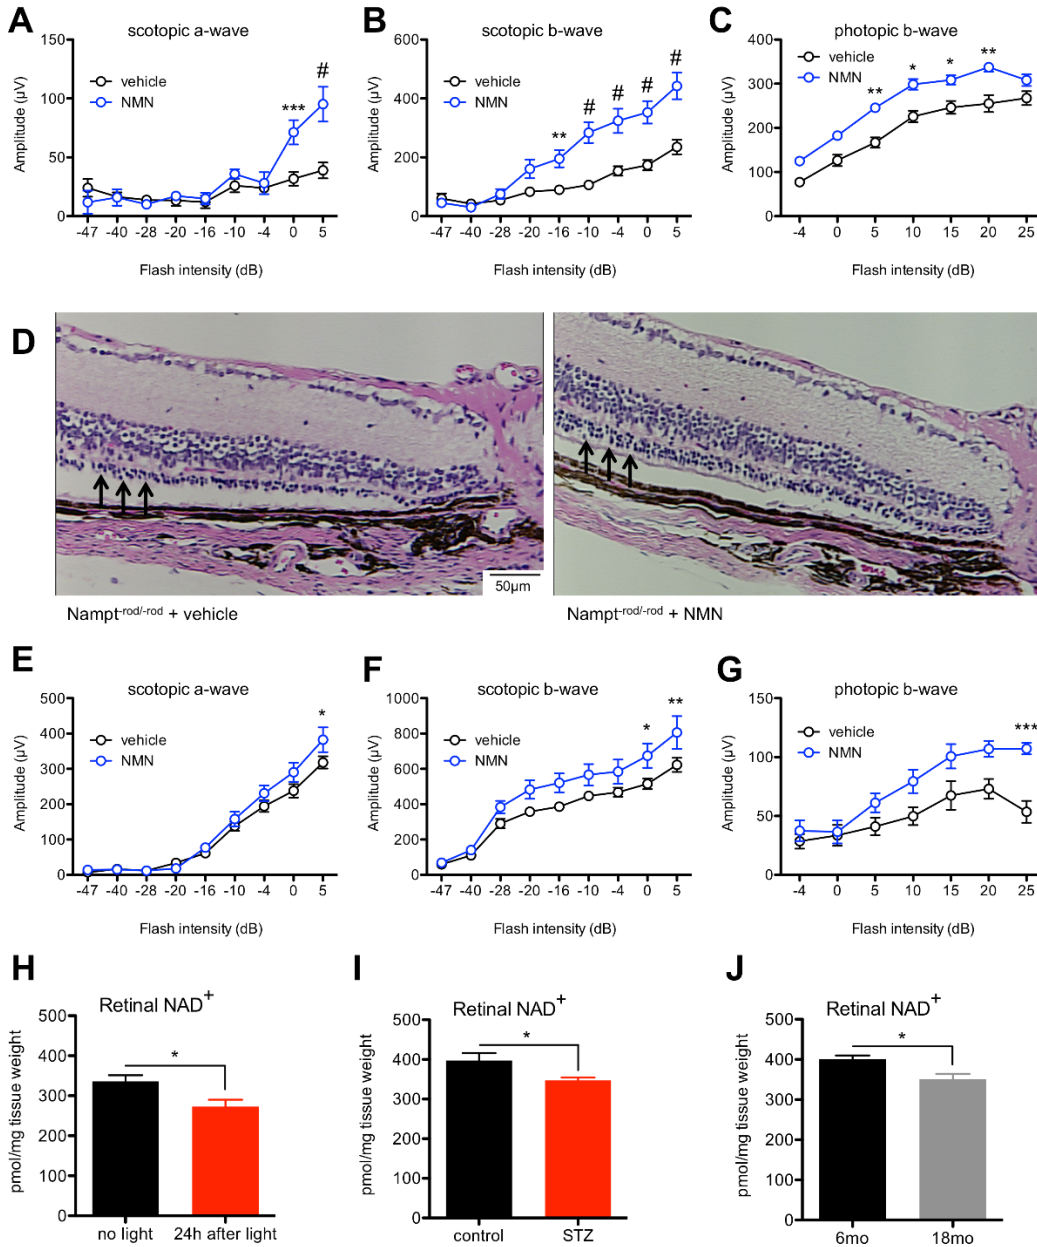 A
scotopic a-wave
Amplitude (µV)
150
100
50
0
vehicle
NMN
***
#
-47 -40 -28 -20 -16 -10 -4 0 5
Flash intensity (dB)
B
scotopic b-wave
Amplitude (µV)
600
400
200
0
vehicle
NMN
** # # # #
-47 -40 -28 -20 -16 -10 -4 0 5
Flash intensity (dB)
C
photopic b-wave
Amplitude (µV)
400
300
200
100
0
vehicle
NMN
** * * **
-4 0 5 10 15 20 25
Flash intensity (dB)
D
50µm
Nampt-rod/-rod + vehicle
Nampt-rod/-rod + NMN
E
scotopic a-wave
Amplitude (µV)
500
400
300
200
100
0
vehicle
NMN
*
-47 -40 -28 -20 -16 -10 -4 0 5
Flash intensity (dB)
F
scotopic b-wave
Amplitude (µV)
1000
800
600
400
200
0
vehicle
NMN
* **
-47 -40 -28 -20 -16 -10 -4 0 5
Flash intensity (dB)
G
photopic b-wave
Amplitude (µV)
150
100
50
0
vehicle
NMN
***
-4 0 5 10 15 20 25
Flash intensity (dB)
H
Retinal NAD+
pmol/mg tissue weight
500
400
300
200
100
0
*
no light 24h after light
I
Retinal NAD+
pmol/mg tissue weight
500
400
300
200
100
0
*
control STZ
J
Retinal NAD+
pmol/mg tissue weight
500
400
300
200
100
0
*
6mo 18mo